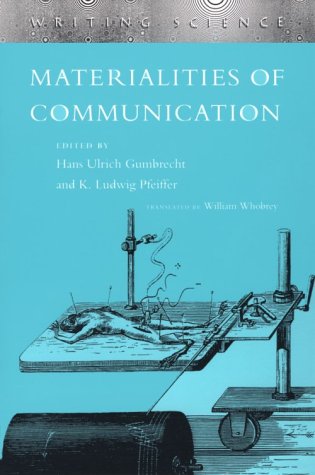 WRITING SCIENCE
MATERIALITIES OF
COMMUNICATION
EDITED BY
Hans Ulrich Gumbrecht
and K. Ludwig Pfeiffer
TRANSLATED BY William Whobrey